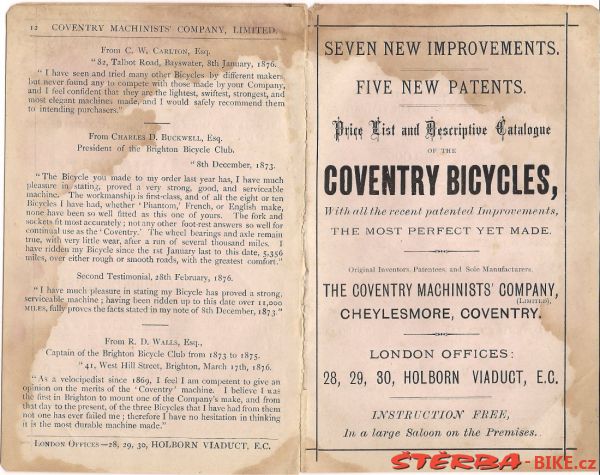 12 COVENTRY MACHINISTS' COMPANY, LIMITED.
From C. W. CARLTON, Esq.
"82, Talbot Road, Bayswater, 8th January, 1876.
"I have seen and tried many other Bicycles by different makers,
but never found any to compete with those made by your Company,
and I feel confident that they are the lightest, swiftest, strongest, and
most elegant machines made, and I would safely recommend them
to intending purchasers."
From CHARLES D. BUCKWELL, Esq.
President of the Brighton Bicycle Club.
"8th December, 1873.
"The Bicycle you made to my order last year has, I have much
pleasure in stating, proved a very strong, good, and serviceable
machine. The workmanship is first-class, and of all the eight or ten
Bicycles I have had, whether 'Phantom,' French, or English make,
none have been so well fitted as this one of yours. The fork and
sockets fit most accurately; not any other foot-rest answers so well for
continual use as the 'Coventry.' The wheel bearings and axle remain
true, with very little wear, after a run of several thousand miles. I
have ridden my Bicycle since the 1st January last to this date, 5,356
miles, over either rough or smooth roads, with the greatest comfort."
Second Testimonial, 28th February, 1876.
"I have much pleasure in stating my Bicycle has proved a strong,
serviceable machine; having been ridden up to this date over 11,000
MILES, fully proves the facts stated in my note of 8th December, 1873."
From R. D. WALLS, Esq.,
Captain of the Brighton Bicycle Club from 1873 to 1875.
"41, West Hill Street, Brighton, March 17th, 1876.
"As a velocipedist since 1869, I feel I am competent to give an
opinion on the merits of the 'Coventry' machine. I believe I was
the first in Brighton to mount one of the Company's make, and from
that day to the present, of the three Bicycles that I have had from them
not one has ever failed me; therefore I have no hesitation in thinking
it is the most durable machine made."
LONDON OFFICES—28, 29, 30, HOLBORN VIADUCT, E.C.
SEVEN NEW IMPROVEMENTS.
FIVE NEW PATENTS.
Price List and Descriptive Catalogue
OF THE
COVENTRY BICYCLES,
With all the recent patented Improvements,
THE MOST PERFECT YET MADE.
Original Inventors, Patentees, and Sole Manufacturers,
THE COVENTRY MACHINISTS' COMPANY,
(LIMITED),
CHEYLESMORE, COVENTRY.
LONDON OFFICES:
28, 29, 30, HOLBORN VIADUCT, E.C.
INSTRUCTION FREE,
In a large Saloon on the Premises.
ŠTĚRBA-BIKE.cz